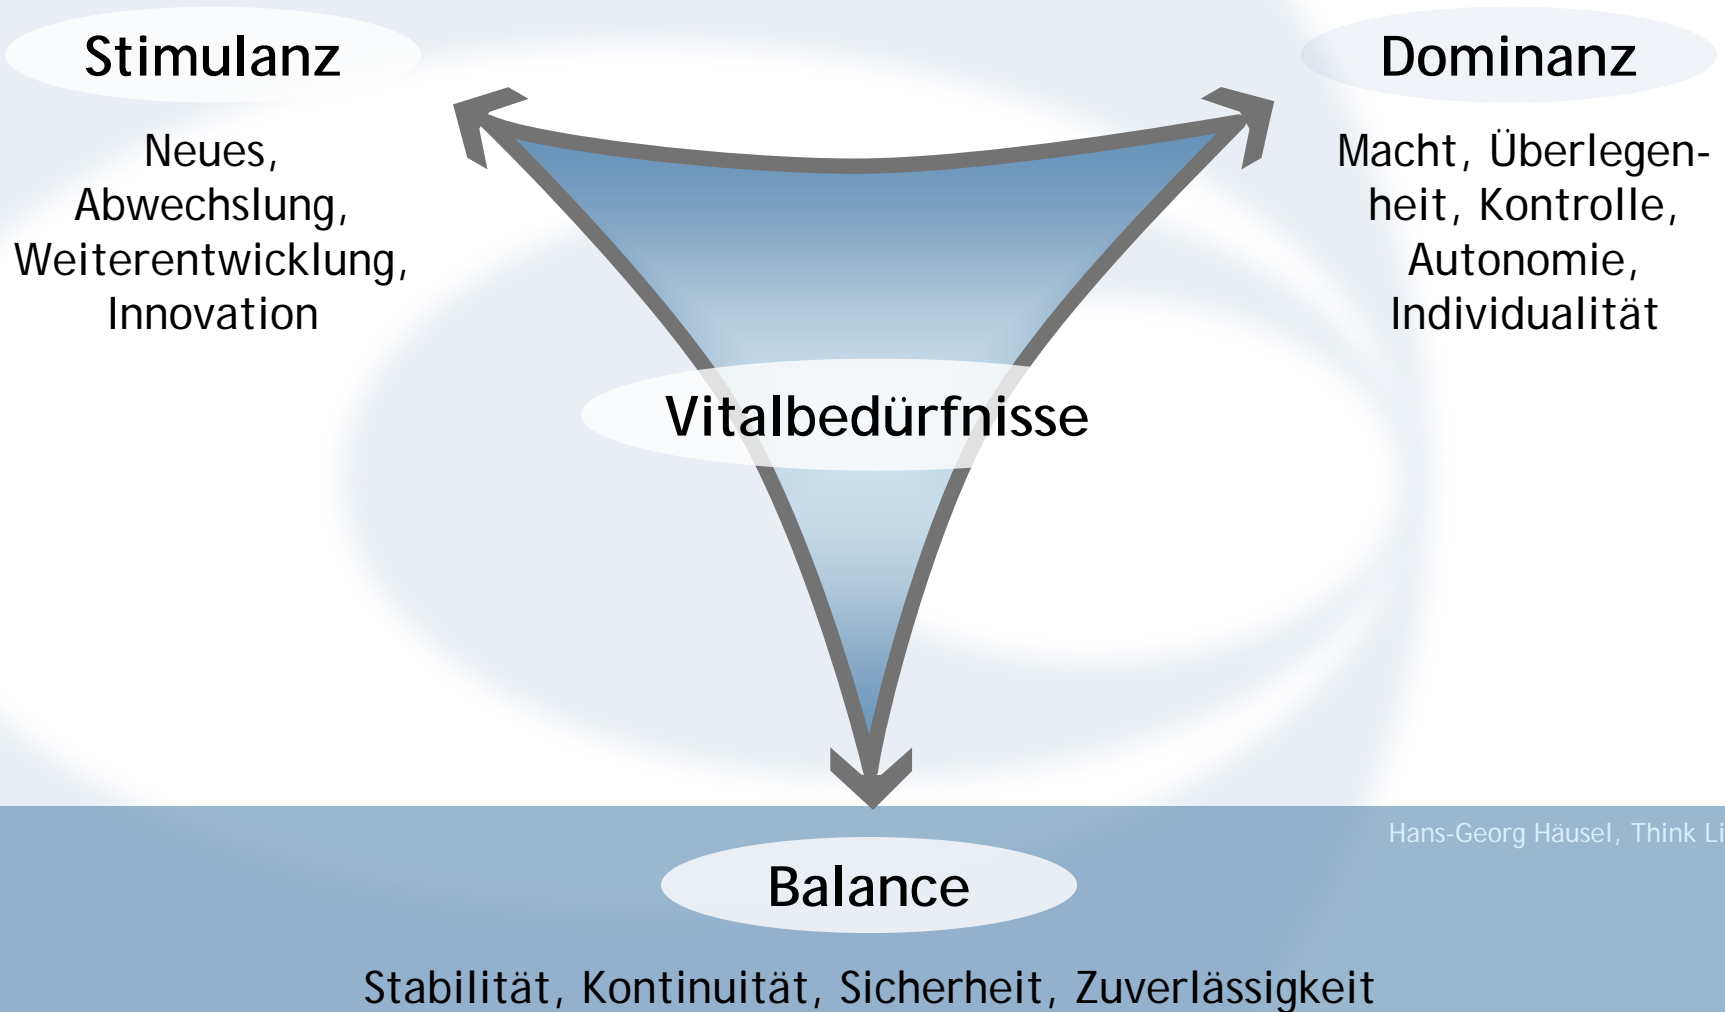 Stimulanz
Neues,
Abwechslung,
Weiterentwicklung,
Innovation
Dominanz
Macht, Überlegen-
heit, Kontrolle,
Autonomie,
Individualität
Vitalbedürfnisse
Hans-Georg Häusel, Think Li
Balance
Stabilität, Kontinuität, Sicherheit, Zuverlässigkeit